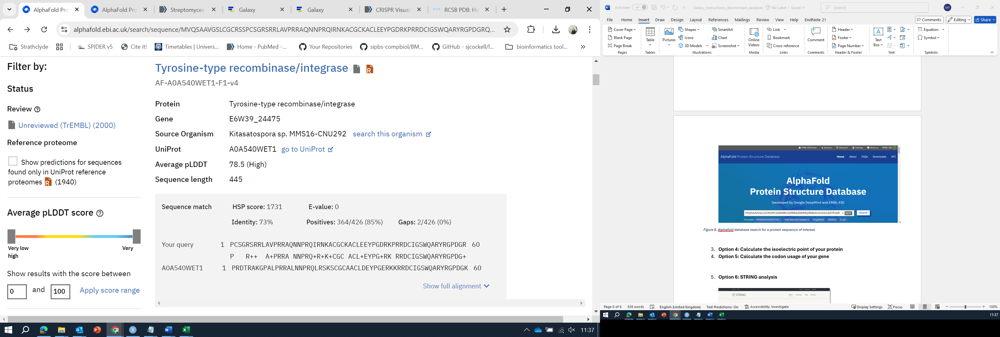 AlphaFold Pro
AlphaFold Pro
Streptomyces
Galaxy
Galaxy
CRISPR Visuali
RCSB PDB: Ho
alphafold.ebi.ac.uk/search/sequence/MVQSAAVGSLCGCRSSPCSGRSRRLAVPRRAQNNPRQIRNKACGCKACLEEYPGDRKPRRDCIGSWQARYRGPDGRQ...
Strathclyde
SPIDER v5
Cite it!
Timetables | Univers...
Home - PubMed -...
Your Repositories
sipbs-compbiol/BM...
GitHub - sjcockell/l...
bioinformatics tool...
»
Filter by:
Status
Review
Unreviewed (TrEMBL) (2000)
Reference proteome
Show predictions for sequences
found only in UniProt reference
proteomes R (1940)
Average pLDDT score
Very low Very
high
Show results with the score between
0 and 100 Apply score range
Tyrosine-type recombinase/integrase R
AF-A0A540WET1-F1-v4
Protein Tyrosine-type recombinase/integrase
Gene E6W39_24475
Source Organism Kitasatospora sp. MMS16-CNU292 search this organism
UniProt A0A540WET1 go to UniProt
Average pLDDT 78.5 (High)
Sequence length 445
Sequence match HSP score: 1731 E-value: 0
Identity: 73% Positives: 364/426 (85%) Gaps: 2/426 (0%)
Your query 1 PCSGRSRRLAVPRRAQNNPRQIRNKACGCKACLEEYPGDRKPRRDCIGSWQARYRGPDGR 60
P R++ A+PRRA NNPRQ+R+K+CGC ACL+EYPG+RK RRDCIGSWQARYRGPDG+
A0A540WET1 1 PRDTRAKGPALPRRALNNPRQLRSKSCGCAACLDEYPGERKKRRDCIGSWQARYRGPDGK 60
Show full alignment
11:37
AutoSave
Galaxy_instructions_downstream_analyses
No Label • Saved
Search
MF
File Home Insert Draw Design Layout References Mailings Review View Help EndNote 21
Comments Editing Share
Cover Page
Blank Page
Page Break
Pages
Table
Tables
Pictures
Shapes
Icons
3D Models
SmartArt
Chart
Screenshot
Illustrations
Online
Videos
Media
Link
Bookmark
Cross-reference
Links
Comment
Comments
Header
Footer
Page Number
Header & Footer
Text
Box
Text
Equation
Symbol
Symbols
EMBL-EBI home Services Research Training About us EMBL-EBI
AlphaFold Protein Structure Database
Home About FAQs Downloads API
AlphaFold
Protein Structure Database
Developed by Google DeepMind and EMBL-EBI
MVQSAAVGSLCGCRSSPCSGRSRRLAVPRRAQNNPRQIRNKACGCKACLEEYPGDR × BETA Search
Examples: MENFQKVEKIGEGTYGV... Free fatty acid receptor 2 At1g58602 Q5VSL9 E. coli
Figure 8. Alphafold database search for a protein sequence of interest.
3. Option 4: Calculate the isoelectric point of your protein
4. Option 5: Calculate the codon usage of your gene
5. Option 6: STRING analysis
STRING
Search Download Help My Data
Page 6 of 6 928 words English (United Kingdom) Text Predictions: On Accessibility: Investigate
Display Settings Focus 100%
11:37